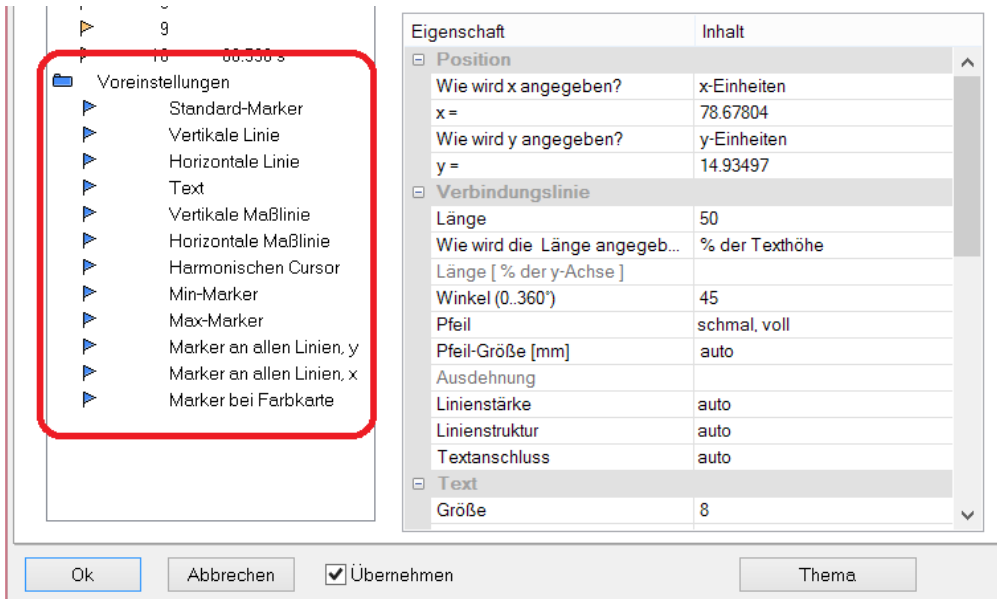 9
Voreinstellungen
Standard-Marker
Vertikale Linie
Horizontale Linie
Text
Vertikale Maßlinie
Horizontale Maßlinie
Harmonischen Cursor
Min-Marker
Max-Marker
Marker an allen Linien, y
Marker an allen Linien, x
Marker bei Farbkarte
Eigenschaft Inhalt
Position
Wie wird x angegeben? x-Einheiten
x = 78.67804
Wie wird y angegeben? y-Einheiten
y = 14.93497
Verbindungslinie
Länge 50
Wie wird die Länge angegeb... % der Texthöhe
Länge [ % der y-Achse ]
Winkel (0..360°) 45
Pfeil schmal, voll
Pfeil-Größe [mm] auto
Ausdehnung
Linienstärke auto
Linienstruktur auto
Textanschluss auto
Text
Größe 8
Ok Abbrechen Übernehmen Thema